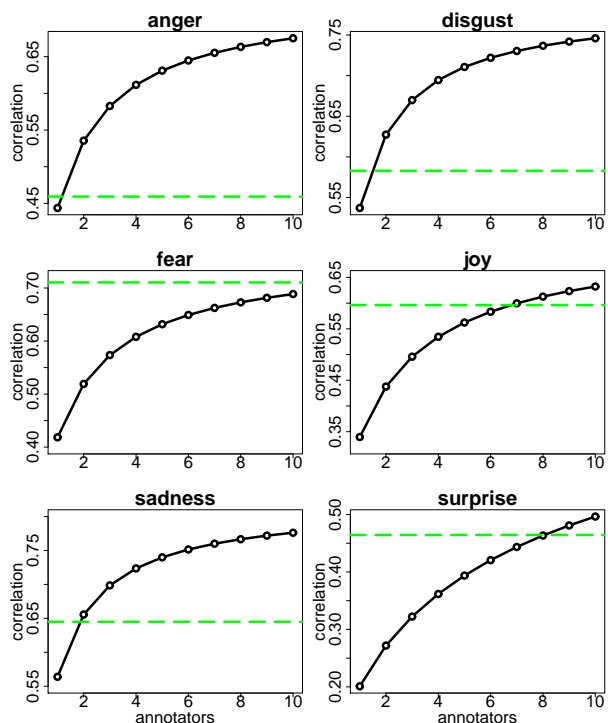 anger
correlation
0.45 0.55 0.65
2 4 6 8 10
disgust
correlation
0.55 0.65 0.75
2 4 6 8 10
fear
correlation
0.40 0.50 0.60 0.70
2 4 6 8 10
joy
correlation
0.35 0.45 0.55 0.65
2 4 6 8 10
sadness
correlation
0.55 0.65 0.75
2 4 6 8 10
annotators
surprise
correlation
0.20 0.30 0.40 0.50
2 4 6 8 10
annotators